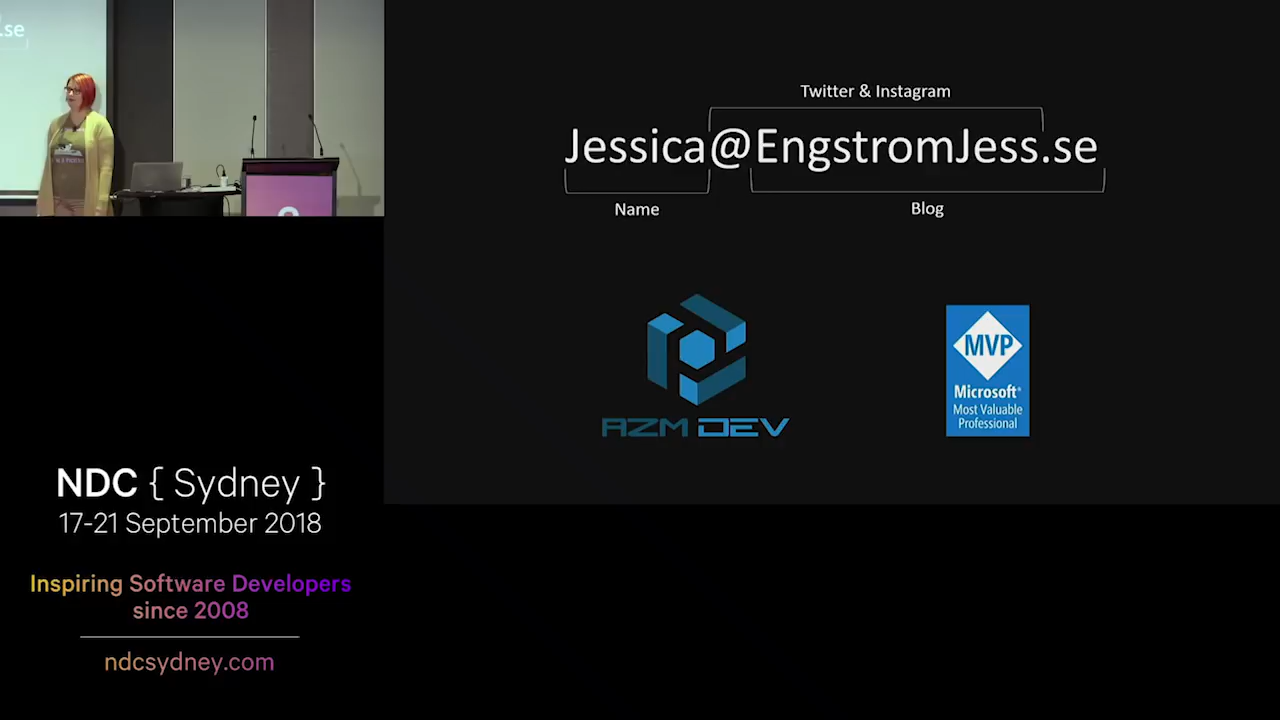 .se
Twitter & Instagram
Jessica@EngstromJess.se
Name
Blog
AZM DEV
MVP
Microsoft®
Most Valuable
Professional
NDC { Sydney }
17-21 September 2018
Inspiring Software Developers
since 2008
ndcsydney.com